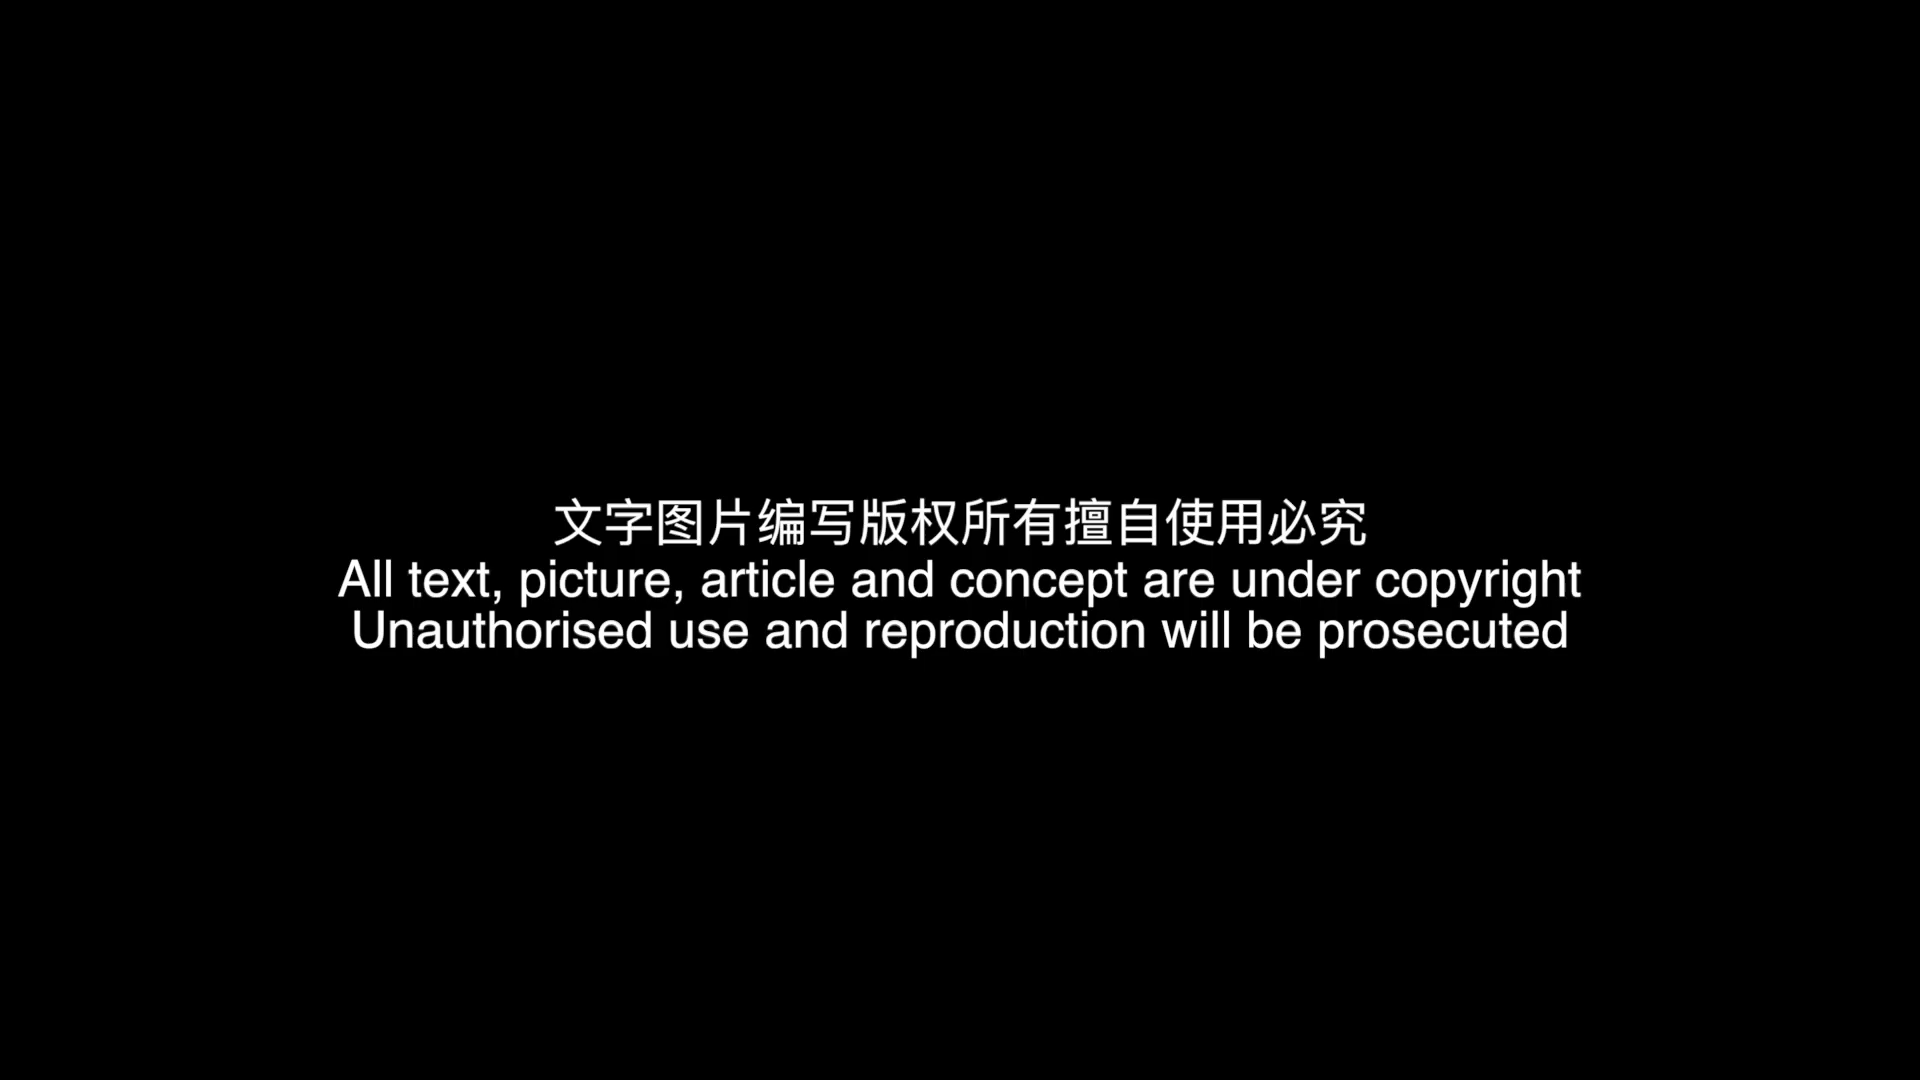 文字图片编写版权所有擅自使用必究
All text, picture, article and concept are under copyright
Unauthorised use and reproduction will be prosecuted